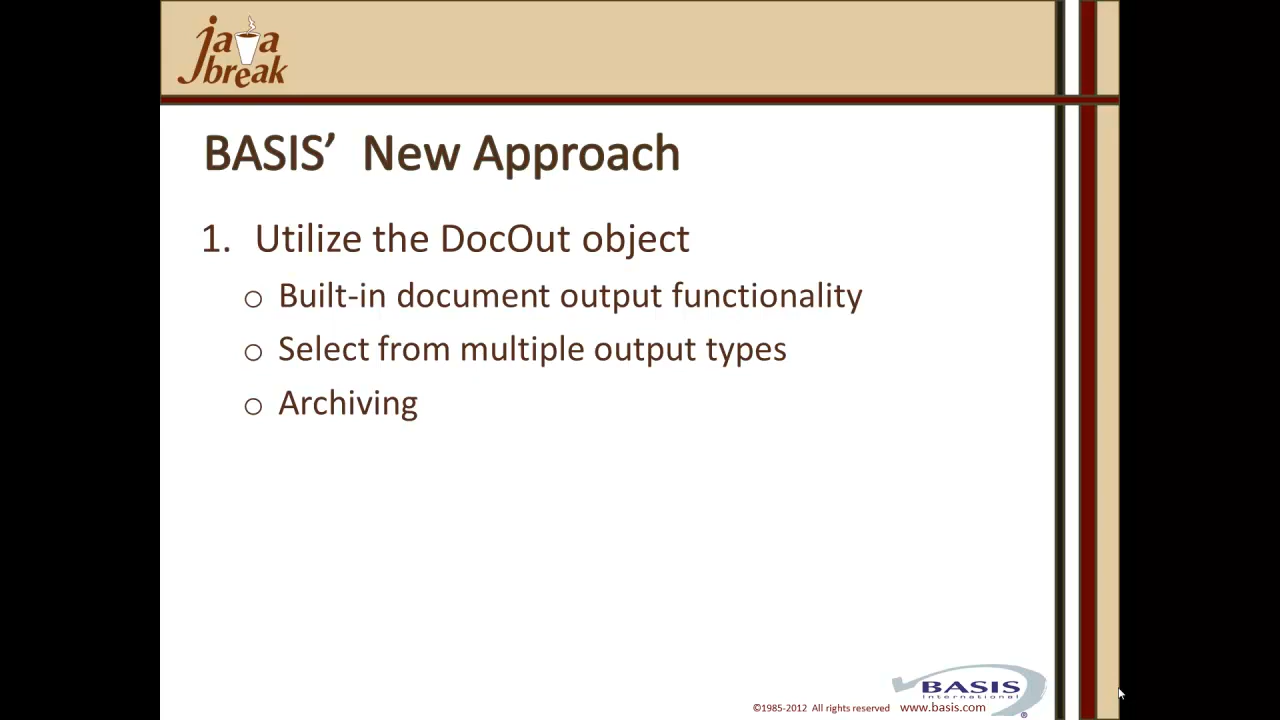 java
break
BASIS’ New Approach
1. Utilize the DocOut object
o Built-in document output functionality
o Select from multiple output types
o Archiving
BASIS
International
®
©1985-2012 All rights reserved www.basis.com